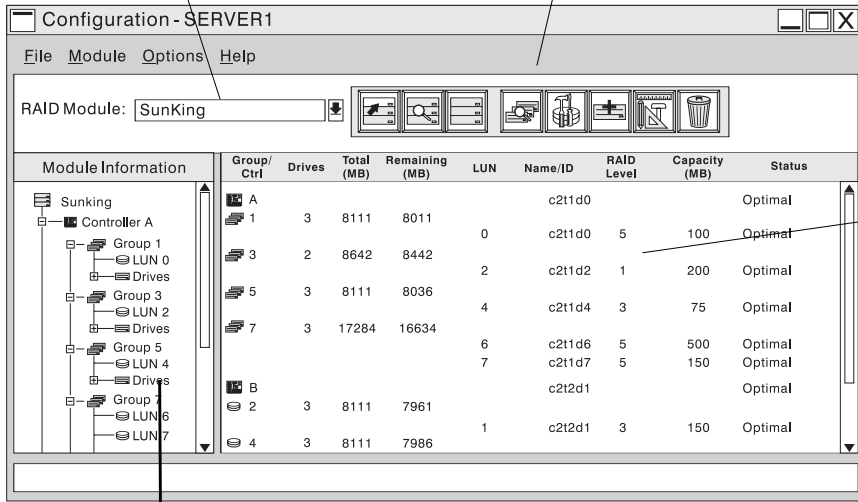 Configuration - SERVER1
File Module Options Help
RAID Module: SunKing
Module Information
Sunking
Controller A
Group 1
LUN 0
Drives
Group 3
LUN 2
Drives
Group 5
LUN 4
Drives
Group 7
LUN 6
LUN 7
Group/ Ctrl Drives Total (MB) Remaining (MB) LUN Name/ID RAID Level Capacity (MB) Status
A c2t1d0 Optimal
1 3 8111 8011
0 c2t1d0 5 100 Optimal
3 2 8642 8442
2 c2t1d2 1 200 Optimal
5 3 8111 8036
4 c2t1d4 3 75 Optimal
7 3 17284 16634
6 c2t1d6 5 500 Optimal
7 c2t1d7 5 150 Optimal
B c2t2d1 Optimal
2 3 8111 7961
1 c2t2d1 3 150 Optimal
4 3 8111 7986